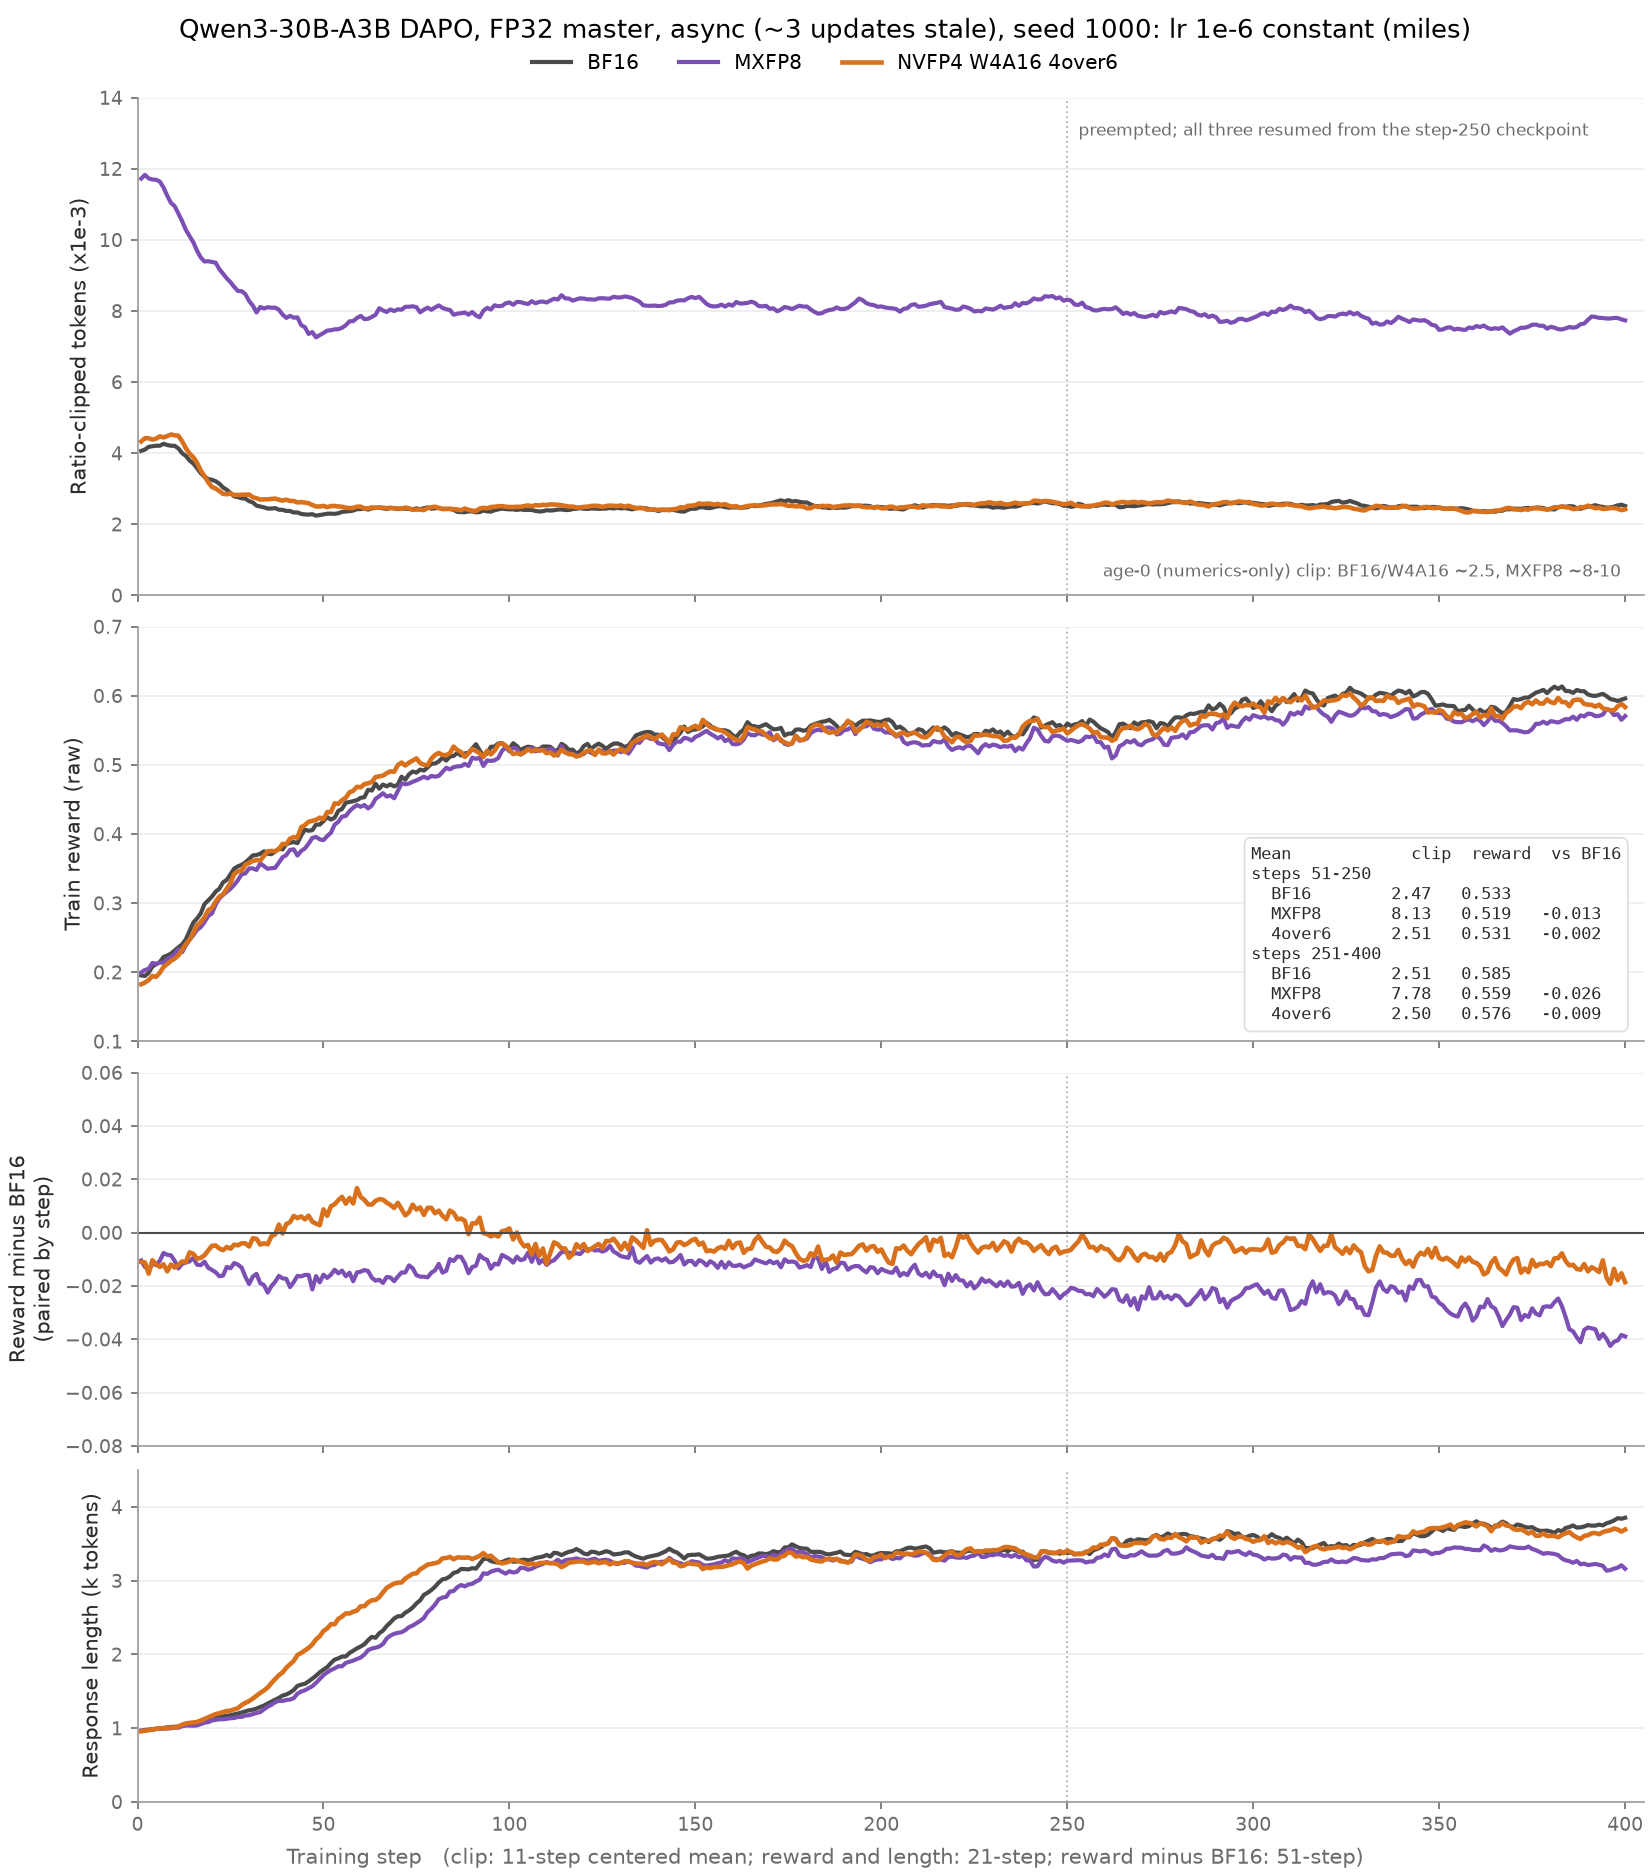 Qwen3-30B-A3B DAPO, FP32 master, async (~3 updates stale), seed 1000: lr 1e-6 constant (miles)
BF16 MXFP8 NVFP4 W4A16 4over6
Ratio-clipped tokens (x1e-3)
14
12
10
8
6
4
2
0
preempted; all three resumed from the step-250 checkpoint
age-0 (numerics-only) clip: BF16/W4A16 ~2.5, MXFP8 ~8-10
Train reward (raw)
0.7
0.6
0.5
0.4
0.3
0.2
0.1
Mean clip reward vs BF16
steps 51-250
BF16 2.47 0.533
MXFP8 8.13 0.519 -0.013
4over6 2.51 0.531 -0.002
steps 251-400
BF16 2.51 0.585
MXFP8 7.78 0.559 -0.026
4over6 2.50 0.576 -0.009
Reward minus BF16
(paired by step)
0.06
0.04
0.02
0.00
−0.02
−0.04
−0.06
−0.08
Response length (k tokens)
4
3
2
1
0
0 50 100 150 200 250 300 350 400
Training step (clip: 11-step centered mean; reward and length: 21-step; reward minus BF16: 51-step)